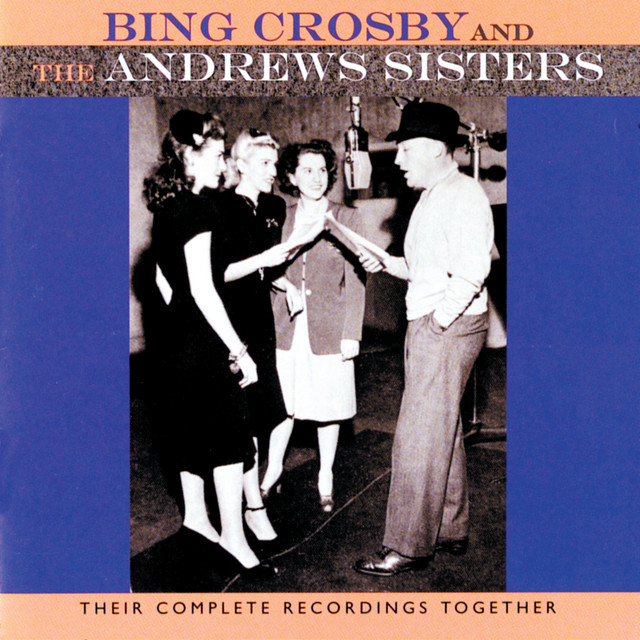 BING CROSBY AND
THE ANDREWS SISTERS
THEIR COMPLETE RECORDINGS TOGETHER